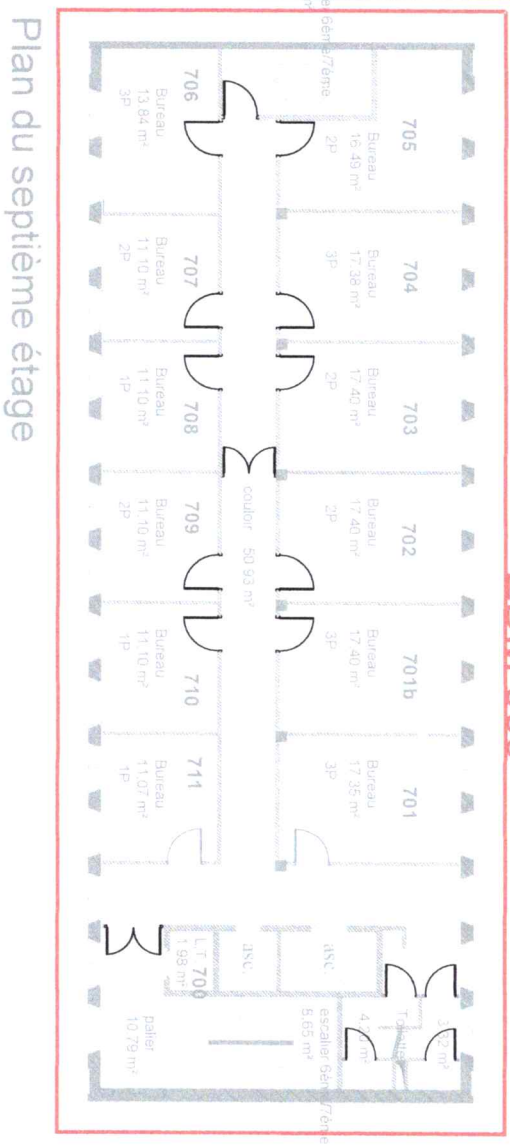 Plan du septième étage
705
Bureau
16.49 m²
2P
704
Bureau
17.38 m²
3P
703
Bureau
17.40 m²
2P
702
Bureau
17.40 m²
2P
701b
Bureau
17.40 m²
3P
701
Bureau
17.35 m²
3P
6ème/7ème
couloir 50.93 m²
706
Bureau
13.84 m²
3P
707
Bureau
11.10 m²
2P
708
Bureau
11.10 m²
1P
709
Bureau
11.10 m²
2P
710
Bureau
11.10 m²
1P
711
Bureau
11.07 m²
1P
asc.
asc.
L.T. 700
1.98 m²
escalier 6ème/7ème
8.65 m²
palier
10.79 m²